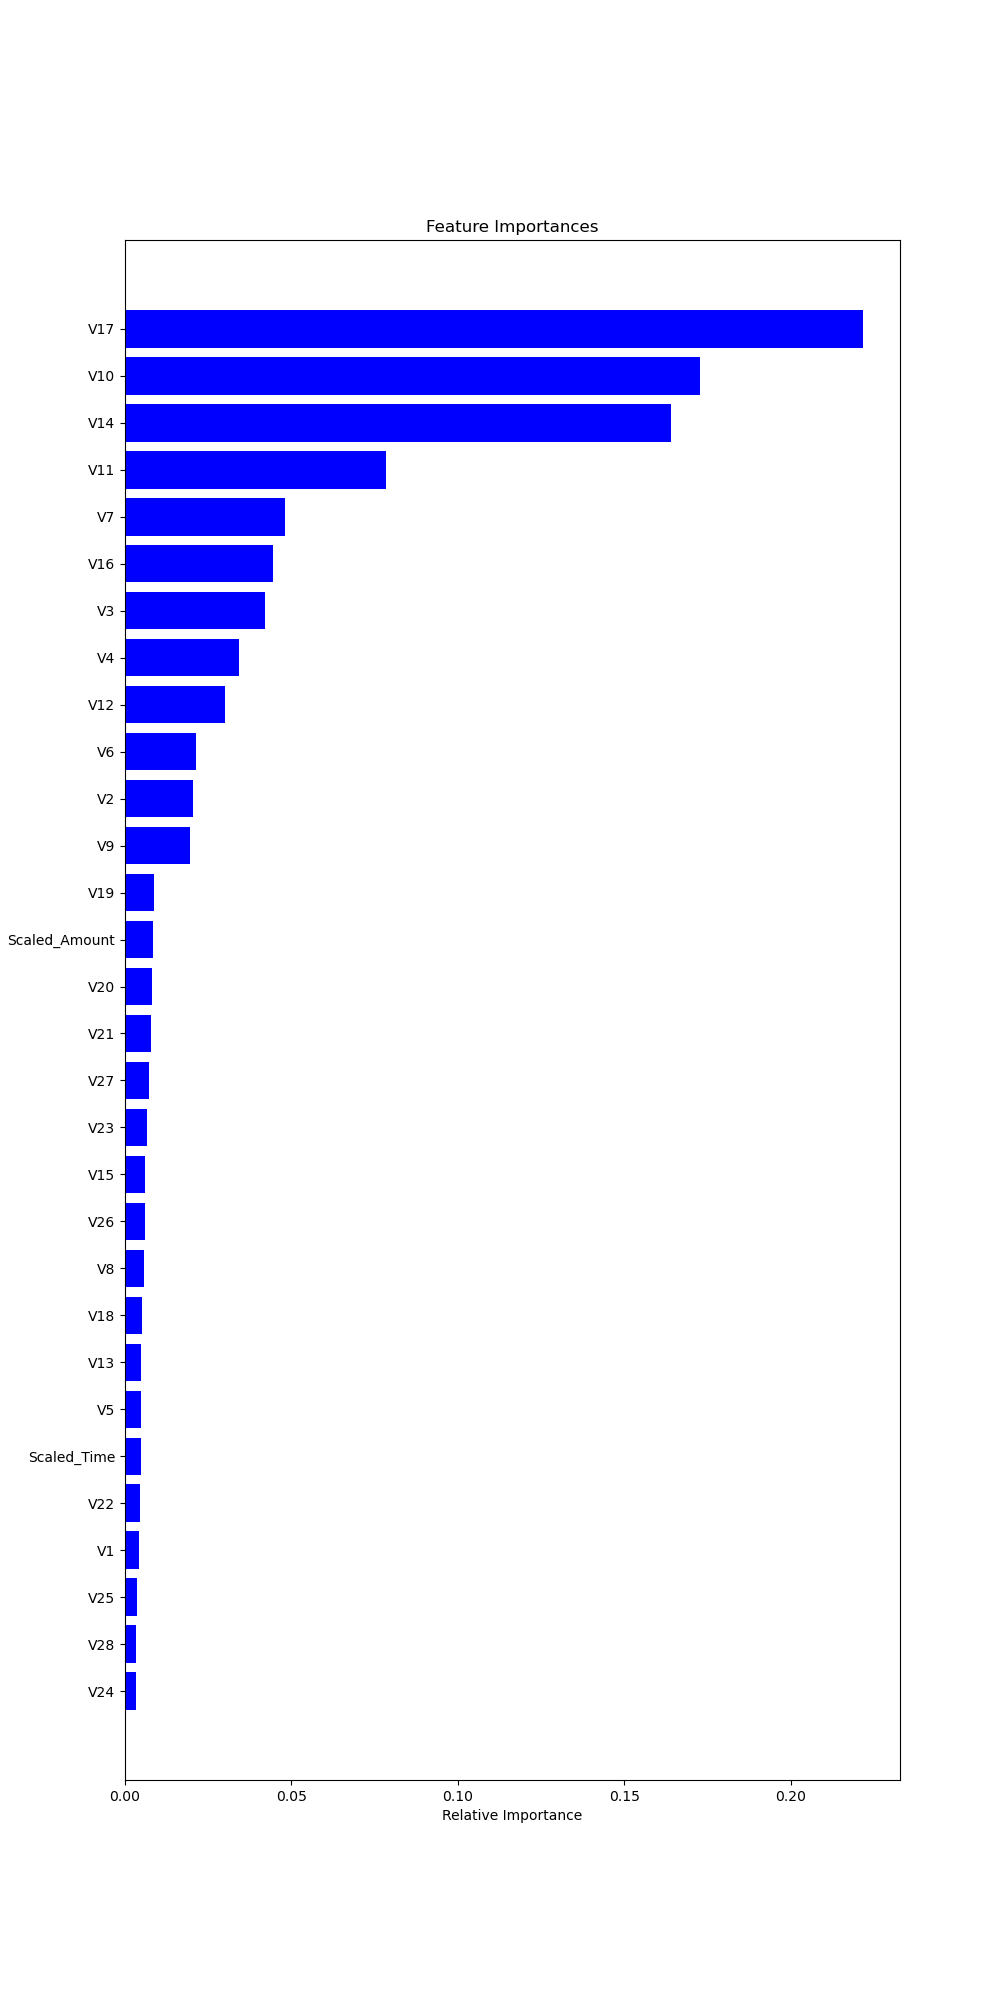 Feature Importances
V17
V10
V14
V11
V7
V16
V3
V4
V12
V6
V2
V9
V19
Scaled_Amount
V20
V21
V27
V23
V15
V26
V8
V18
V13
V5
Scaled_Time
V22
V1
V25
V28
V24
0.00 0.05 0.10 0.15 0.20
Relative Importance